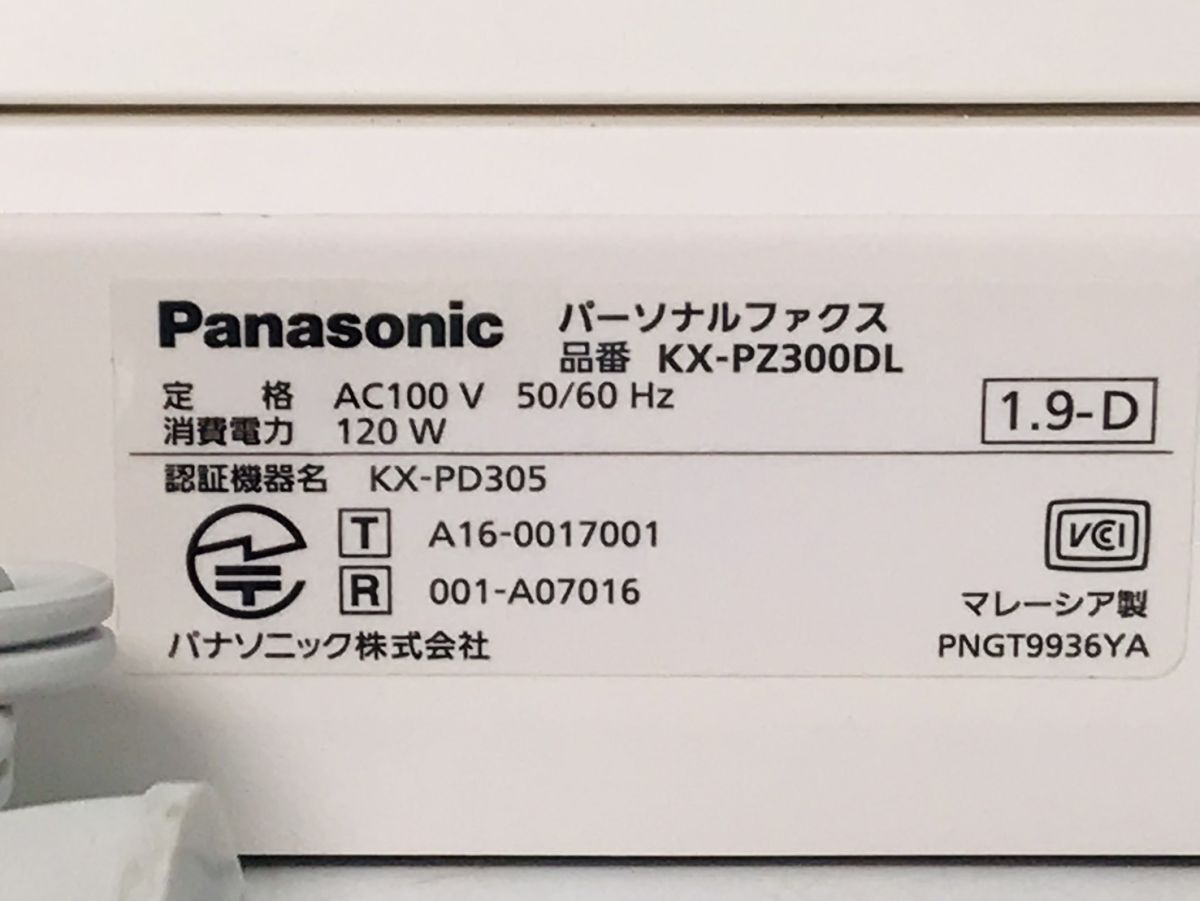 Panasonic パーソナルファクス
品番 KX-PZ300DL
定 格 AC100 V 50/60 Hz
消費電力 120 W
1.9-D
認証機器名 KX-PD305
T A16-0017001
R 001-A07016
VCCI
マレーシア製
パナソニック株式会社
PNGT9936YA